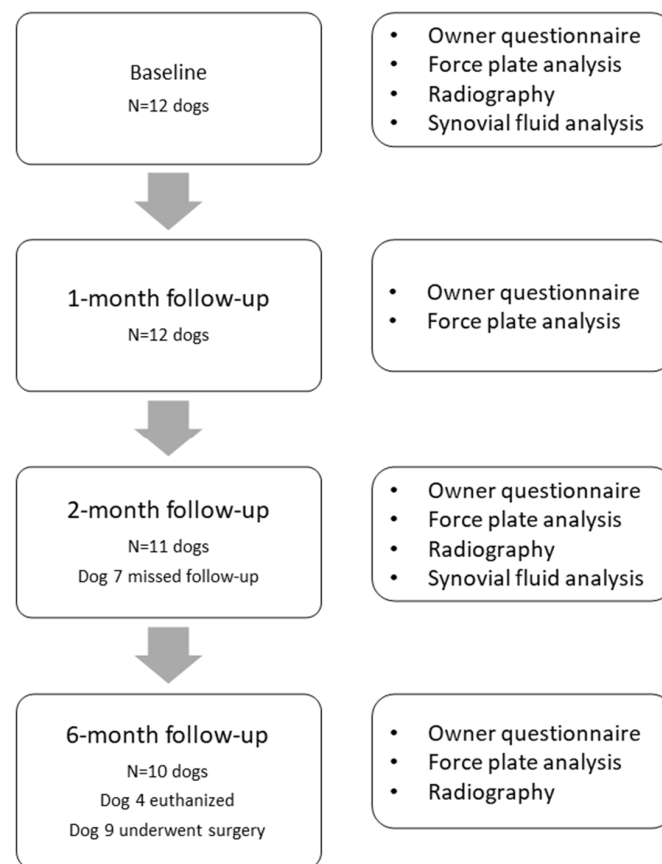 Baseline
N=12 dogs
• Owner questionnaire
• Force plate analysis
• Radiography
• Synovial fluid analysis
1-month follow-up
N=12 dogs
• Owner questionnaire
• Force plate analysis
2-month follow-up
N=11 dogs
Dog 7 missed follow-up
• Owner questionnaire
• Force plate analysis
• Radiography
• Synovial fluid analysis
6-month follow-up
N=10 dogs
Dog 4 euthanized
Dog 9 underwent surgery
• Owner questionnaire
• Force plate analysis
• Radiography